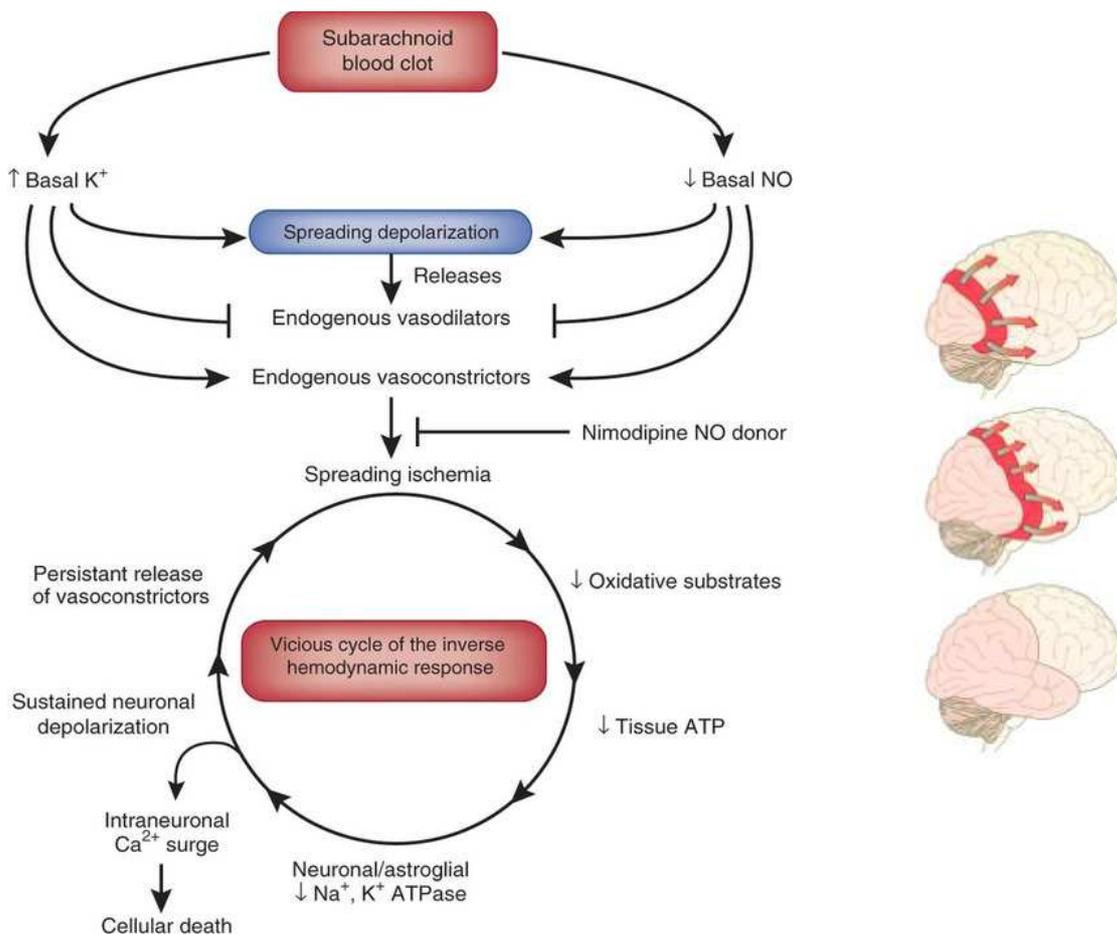 Subarachnoid
blood clot
↑ Basal K+
↓ Basal NO
Spreading depolarization
Releases
Endogenous vasodilators
Endogenous vasoconstrictors
Nimodipine NO donor
Spreading ischemia
Persistant release
of vasoconstrictors
↓ Oxidative substrates
Vicious cycle of the inverse
hemodynamic response
Sustained neuronal
depolarization
↓ Tissue ATP
Intraneuronal
Ca2+ surge
Neuronal/astroglial
↓ Na+, K+ ATPase
Cellular death